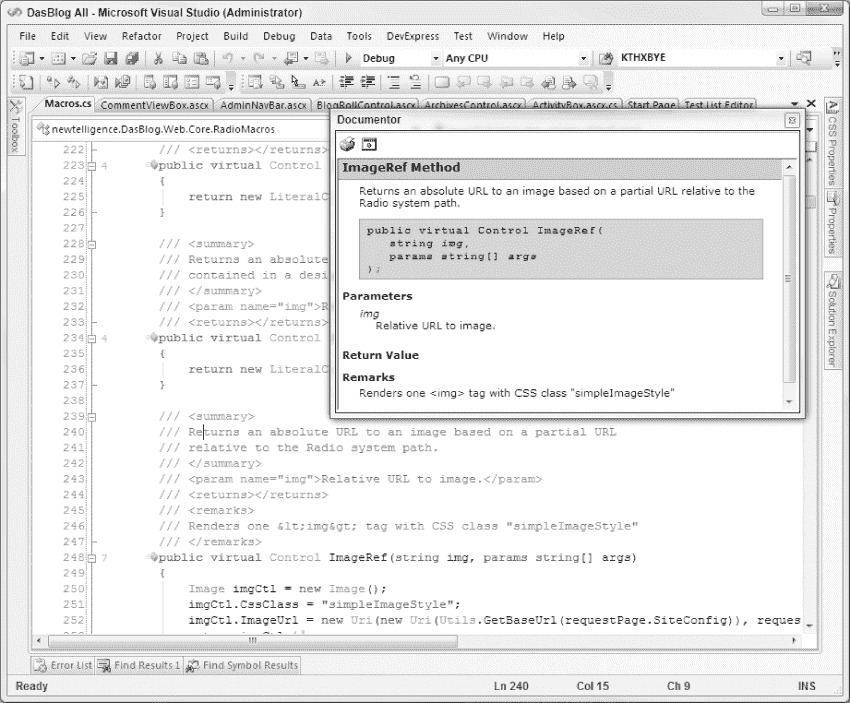 DasBlog All - Microsoft Visual Studio (Administrator)
File Edit View Refactor Project Build Debug Data Tools DevExpress Test Window Help
Debug Any CPU KTHXBYE
Macros.cs CommentViewBox.ascx AdminNavBar.ascx BlogRollControl.ascx ArchivesControl.ascx ActivityBox.ascx.cs Start Page Test List Editor
Toolbox
newtelligence.DasBlog.Web.Core.RadioMacros
CSS Properties
Properties
Solution Explorer
Documentor
ImageRef Method
Returns an absolute URL to an image based on a partial URL relative to the
Radio system path.
public virtual Control ImageRef(
string img,
params string[] args
);
Parameters
img
Relative URL to image.
Return Value
Remarks
Renders one <img> tag with CSS class "simpleImageStyle"
222 /// <returns></returns>
223 4 public virtual Control
224 {
225 return new LiteralC
226 }
227
228 /// <summary>
229 /// Returns an absolute
230 /// contained in a desi
231 /// </summary>
232 /// <param name="img">R
233 /// <returns></returns>
234 4 public virtual Control
235 {
236 return new LiteralC
237 }
238
239 /// <summary>
240 /// Returns an absolute URL to an image based on a partial URL
241 /// relative to the Radio system path.
242 /// </summary>
243 /// <param name="img">Relative URL to image.</param>
244 /// <returns></returns>
245 /// <remarks>
246 /// Renders one &lt;img&gt; tag with CSS class "simpleImageStyle"
247 /// </remarks>
248 7 public virtual Control ImageRef(string img, params string[] args)
249 {
250 Image imgCtl = new Image();
251 imgCtl.CssClass = "simpleImageStyle";
252 imgCtl.ImageUrl = new Uri(new Uri(Utils.GetBaseUrl(requestPage.SiteConfig)), reques
Error List Find Results 1 Find Symbol Results
Ready Ln 240 Col 15 Ch 9 INS